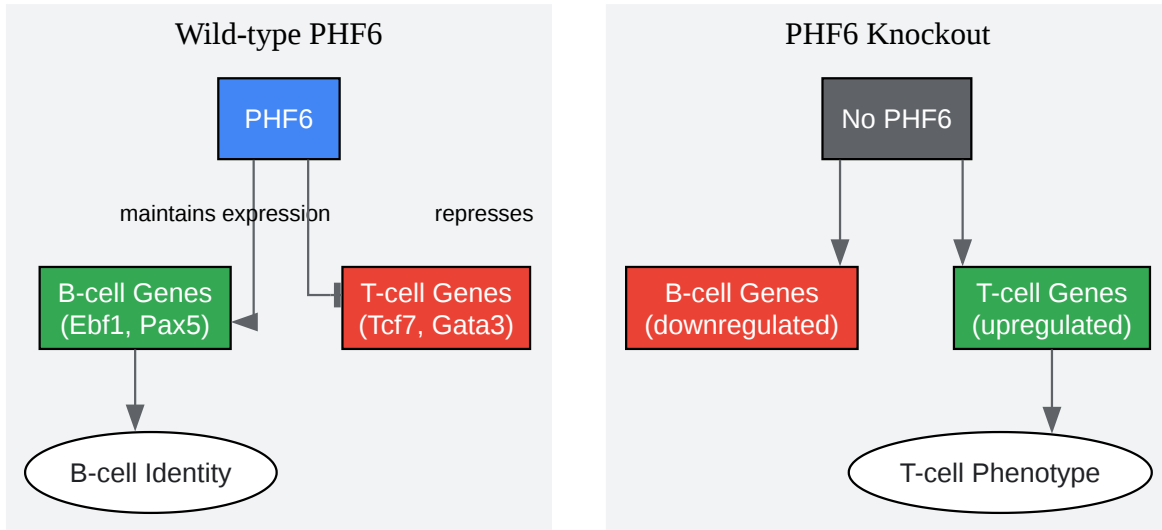 Wild-type PHF6
PHF6
maintains expression
represses
B-cell Genes
(Ebf1, Pax5)
T-cell Genes
(Tcf7, Gata3)
B-cell Identity
PHF6 Knockout
No PHF6
B-cell Genes
(downregulated)
T-cell Genes
(upregulated)
T-cell Phenotype